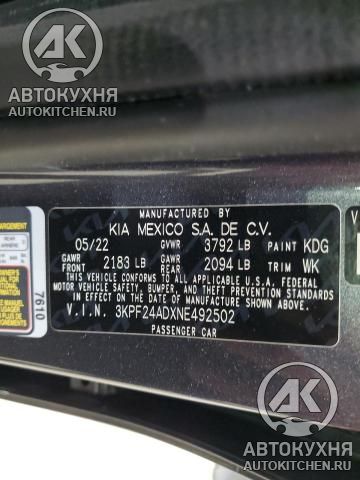 АК
АВТОКУХНЯ
AUTOKITCHEN.RU
MANUFACTURED BY
KIA MEXICO S.A. DE C.V.
05/22 GVWR 3792 LB PAINT KDG
GAWR FRONT 2183 LB GAWR REAR 2094 LB TRIM WK
THIS VEHICLE CONFORMS TO ALL APPLICABLE U.S.A. FEDERAL
MOTOR VEHICLE SAFETY, BUMPER, AND THEFT PREVENTION STANDARDS
IN EFFECT ON THE DATE OF MANUFACTURE SHOWN ABOVE.
V.I.N. 3KPF24ADXNE492502
PASSENGER CAR
7610
АК
АВТОКУХНЯ
AUTOKITCHEN.RU